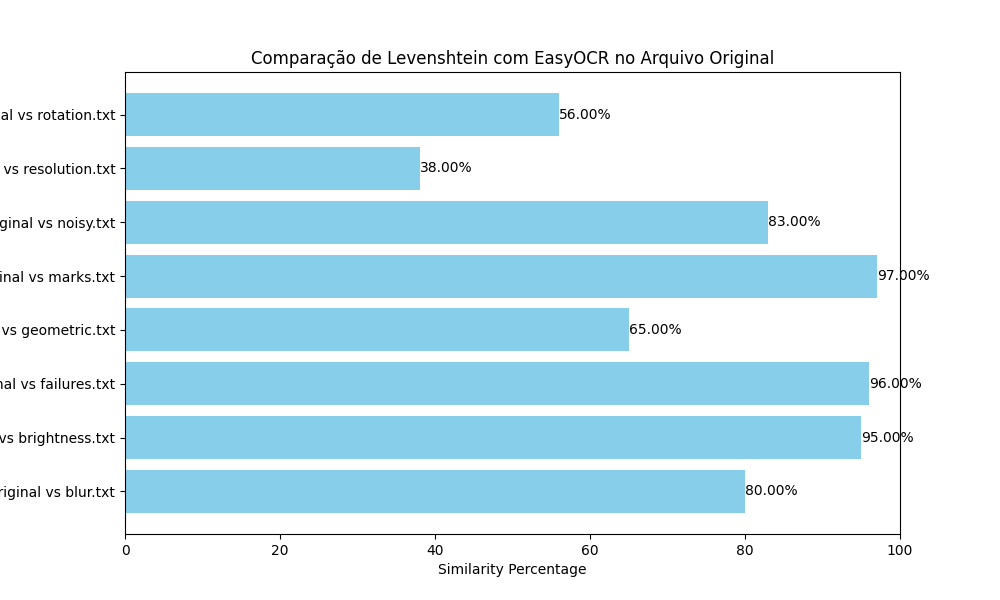 Comparação de Levenshtein com EasyOCR no Arquivo Original
al vs rotation.txt
56.00%
vs resolution.txt
38.00%
ginal vs noisy.txt
83.00%
inal vs marks.txt
97.00%
vs geometric.txt
65.00%
nal vs failures.txt
96.00%
vs brightness.txt
95.00%
riginal vs blur.txt
80.00%
0 20 40 60 80 100
Similarity Percentage